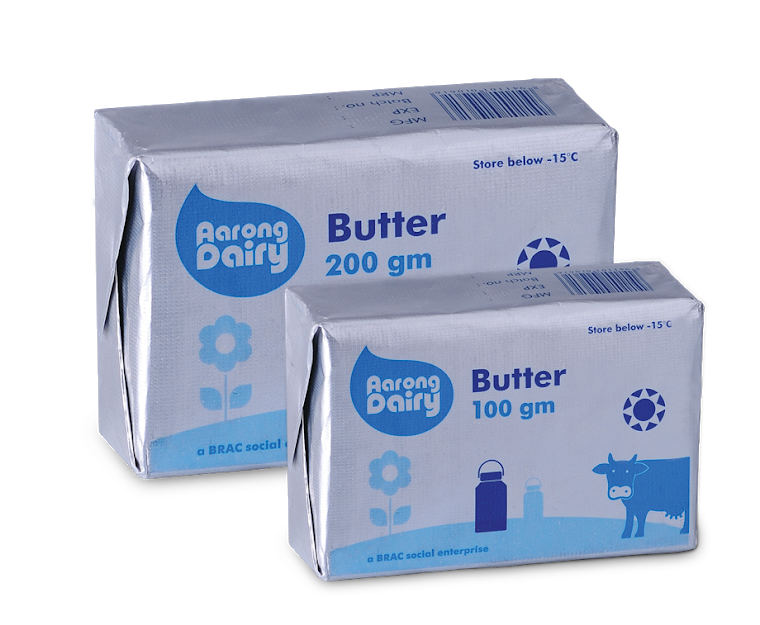 MFG
EXP
Batch no.:
MRP
Store below -15°C
Aarong
Dairy
Butter
200 gm
a BRAC social
MFG
EXP
Batch no.:
MRP
Store below -15°C
Aarong
Dairy
Butter
100 gm
a BRAC social enterprise